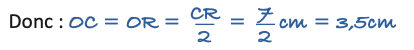 Donc : OC = OR = CR/2 = 7/2 cm = 3,5cm